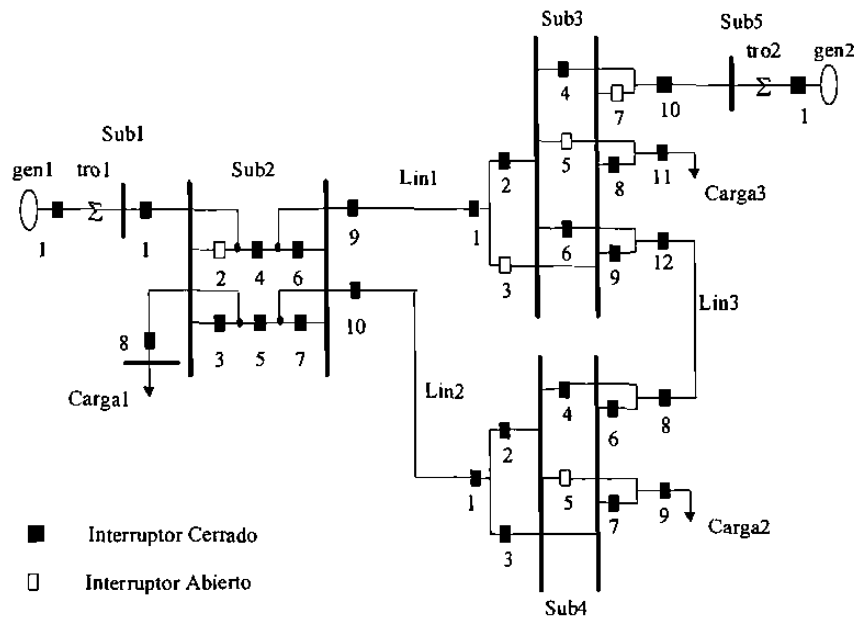 Sub3
Sub5
tro2
gen2
Σ
4
7
10
1
Sub1
gen1
tro1
Sub2
Lin1
5
2
8
11
Carga3
Σ
1
1
9
1
6
2
4
6
3
9
12
10
Lin3
8
3
5
7
Carga1
Lin2
4
6
8
2
1
5
7
9
Carga2
3
Interruptor Cerrado
Interruptor Abierto
Sub4